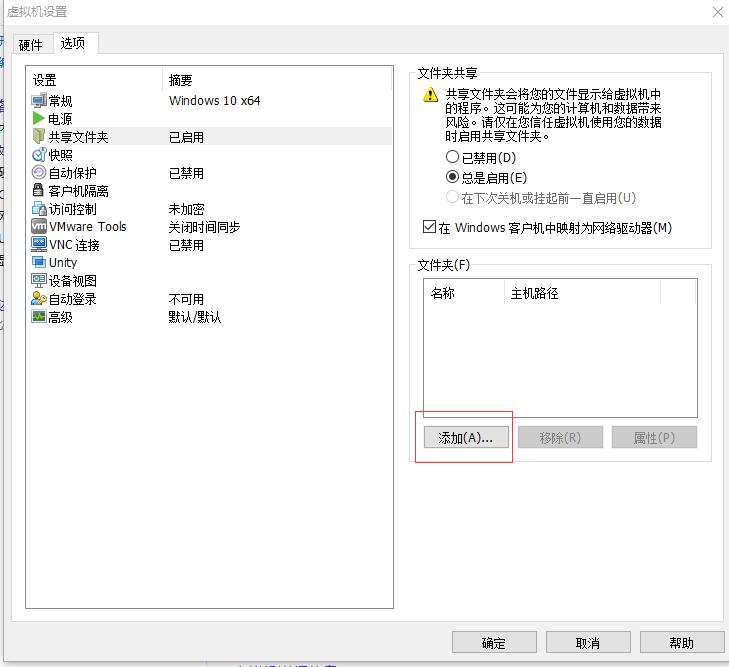 虚拟机设置
硬件 选项
设置 摘要
常规 Windows 10 x64
电源
共享文件夹 已启用
快照
自动保护 已禁用
客户机隔离
访问控制 未加密
VMware Tools 关闭时间同步
VNC 连接 已禁用
Unity
设备视图
自动登录 不可用
高级 默认/默认
文件夹共享
共享文件夹会将您的文件显示给虚拟机中
的程序。这可能为您的计算机和数据带来
风险。请仅在您信任虚拟机使用您的数据
时启用共享文件夹。
已禁用(D)
总是启用(E)
在下次关机或挂起前一直启用(U)
在 Windows 客户机中映射为网络驱动器(M)
文件夹(F)
名称 主机路径
添加(A)... 移除(R) 属性(P)
确定 取消 帮助